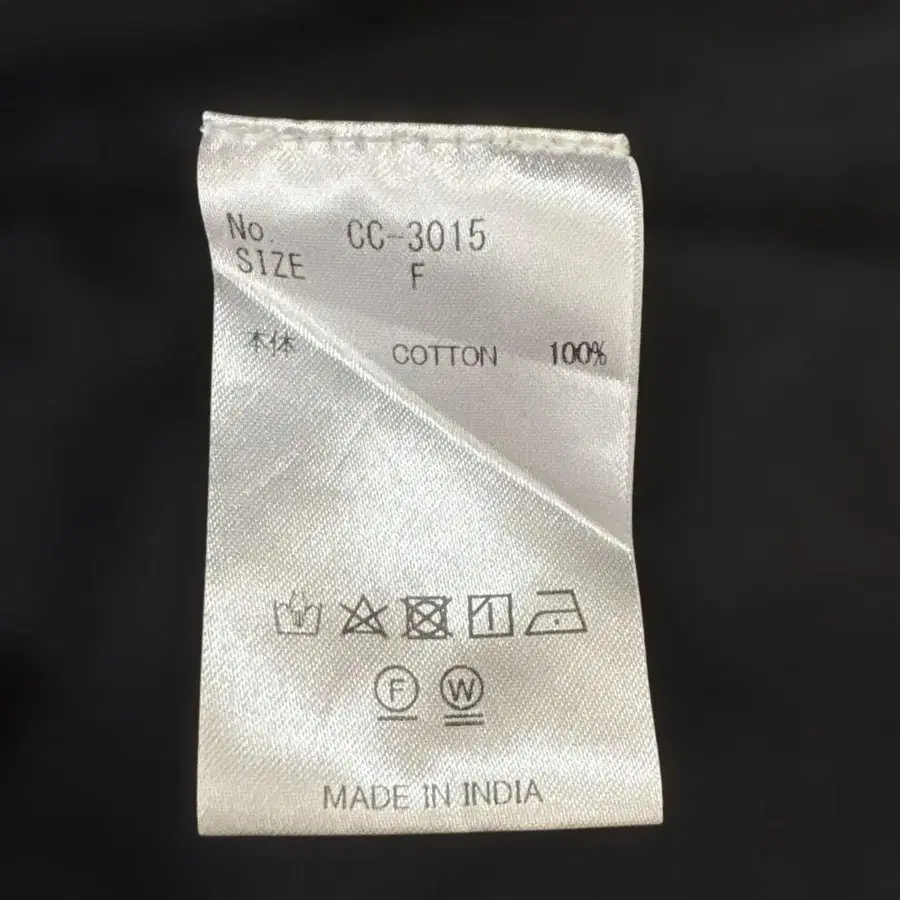 No. CC-3015
SIZE F
本体 COTTON 100%
F W
MADE IN INDIA